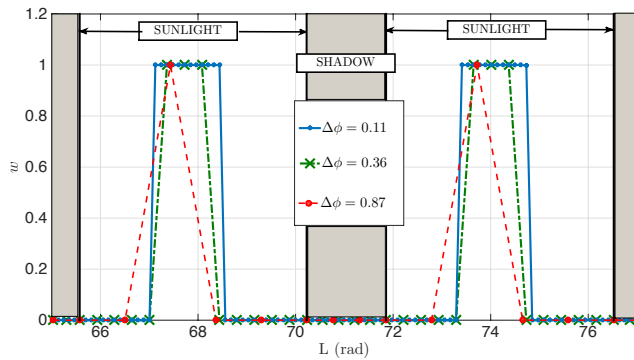 1.2
SUNLIGHT
SUNLIGHT
1
SHADOW
0.8
w
0.6
0.4
0.2
0
Δϕ = 0.11
Δϕ = 0.36
Δϕ = 0.87
66
68
70
72
74
76
L (rad)